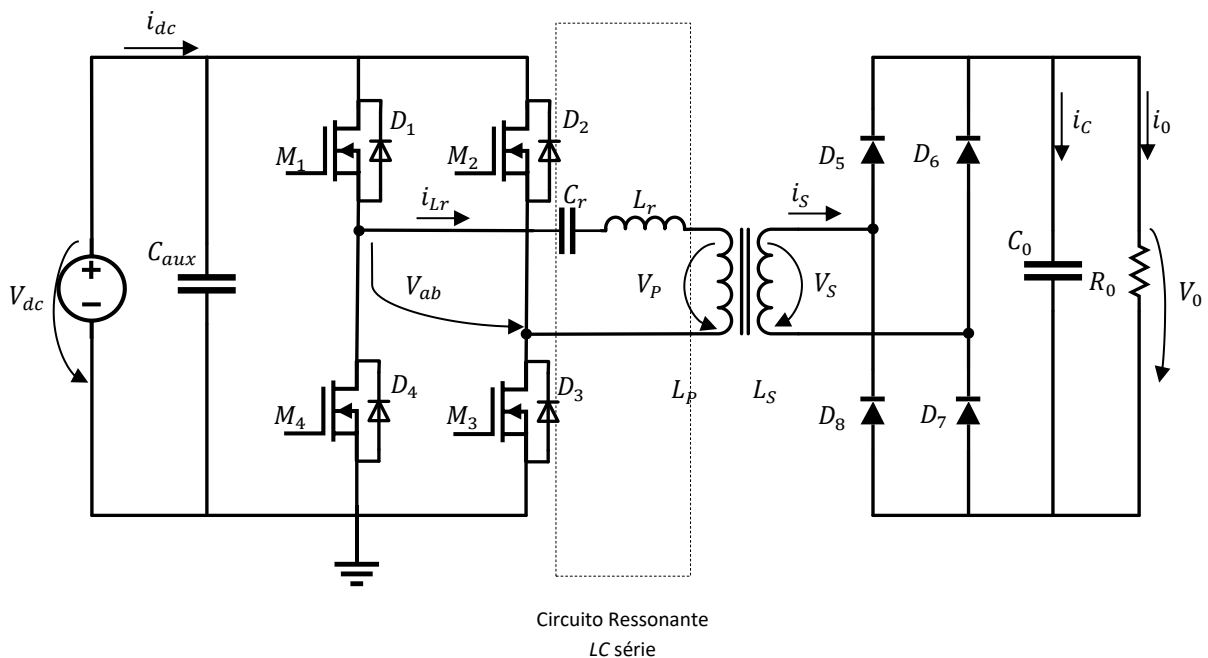 i_dc
D_1
D_2
M_1
M_2
i_Lr
C_r
L_r
i_S
D_5
D_6
i_C
i_0
V_dc
+
−
C_aux
V_ab
V_P
V_S
C_0
R_0
V_0
D_4
D_3
M_4
M_3
L_P
L_S
D_8
D_7
Circuito Ressonante
LC série